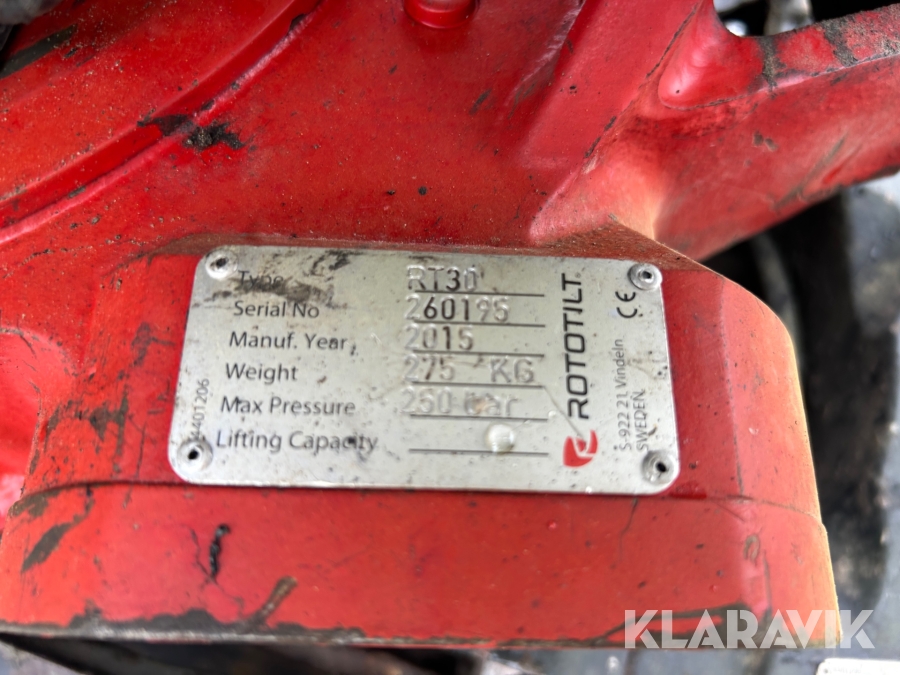 Type RT30
Serial No 260195
Manuf. Year 2015
Weight 275 KG
Max Pressure 250 bar
Lifting Capacity
4401206
ROTOTILT
S-922 21 Vindeln
SWEDEN
CE
KLARAVIK